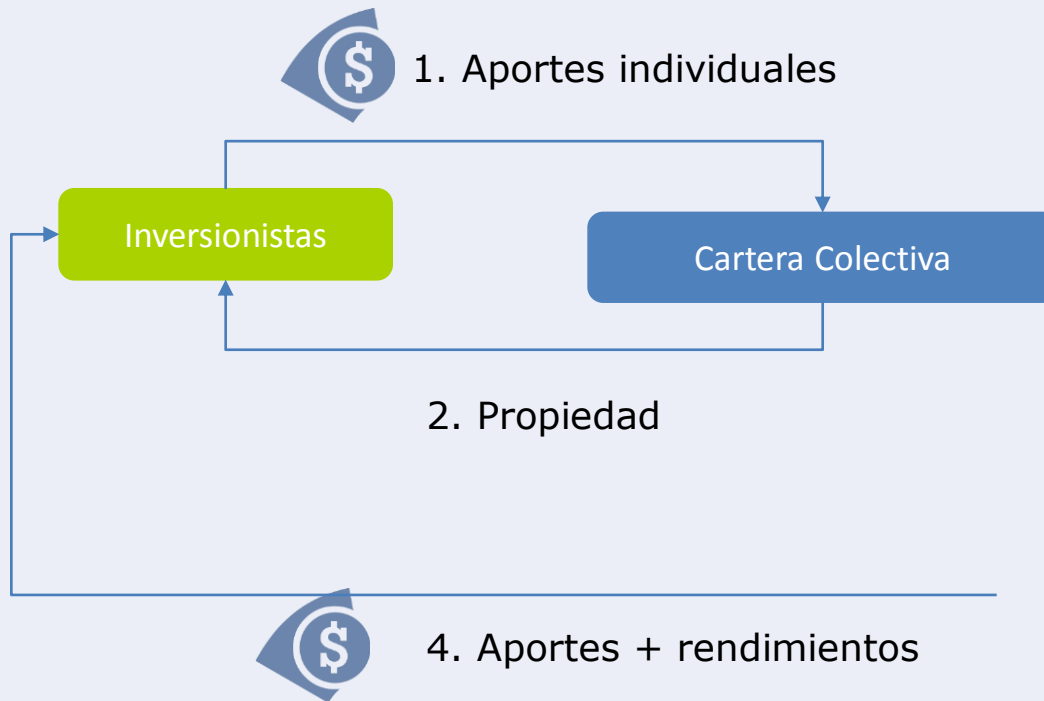 1. Aportes individuales
Inversionistas
Cartera Colectiva
2. Propiedad
4. Aportes + rendimientos